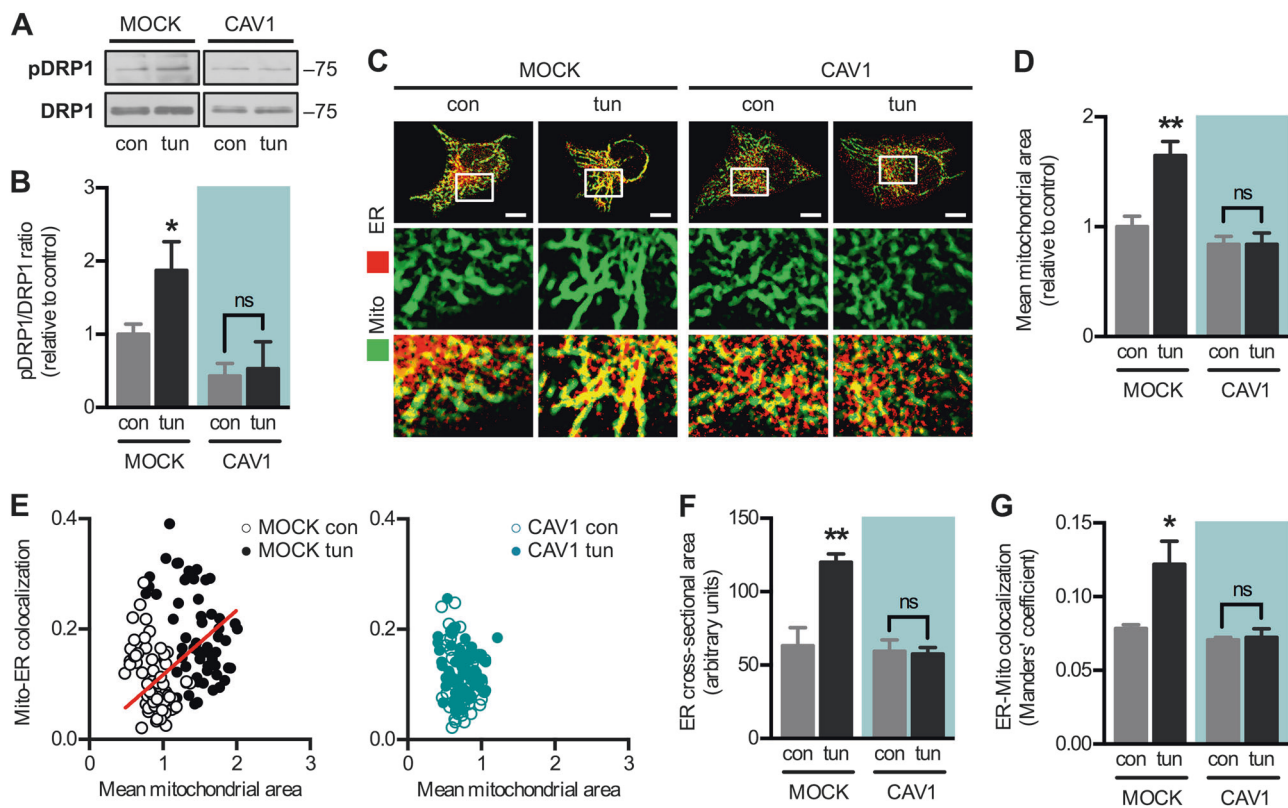 A
MOCK CAV1
pDRP1 –75
DRP1 –75
con tun con tun
B
pDRP1/DRP1 ratio
(relative to control)
3
2
1
0
*
ns
con tun con tun
MOCK CAV1
C
MOCK CAV1
con tun con tun
Mito ER
D
Mean mitochondrial area
(relative to control)
2
1
0
**
ns
con tun con tun
MOCK CAV1
E
Mito-ER colocalization
0.4
0.2
0.0
MOCK con
MOCK tun
0 1 2 3
Mean mitochondrial area
0.4
0.2
0.0
CAV1 con
CAV1 tun
0 1 2 3
Mean mitochondrial area
F
ER cross-sectional area
(arbitrary units)
150
100
50
0
**
ns
con tun con tun
MOCK CAV1
G
ER-Mito colocalization
(Manders' coefficient)
0.15
0.10
0.05
0.00
*
ns
con tun con tun
MOCK CAV1